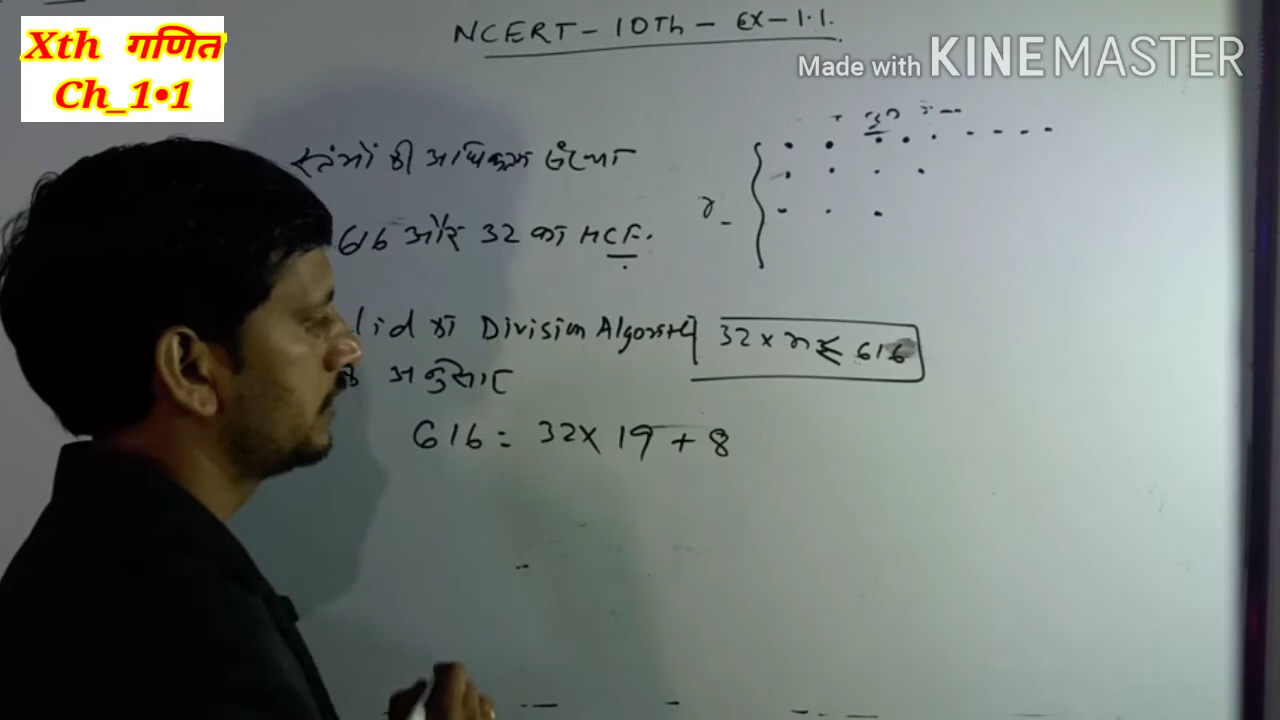 NCERT - 10Th - EX-1.1.
Xth गणित
Ch_1•1
Made with KINEMASTER
स्तंभों की अधिकतम संख्या
616 और 32 का HCF.
lid का Division Algorithm
32 × n ≤ 616
के अनुसार
616 = 32 × 19 + 8